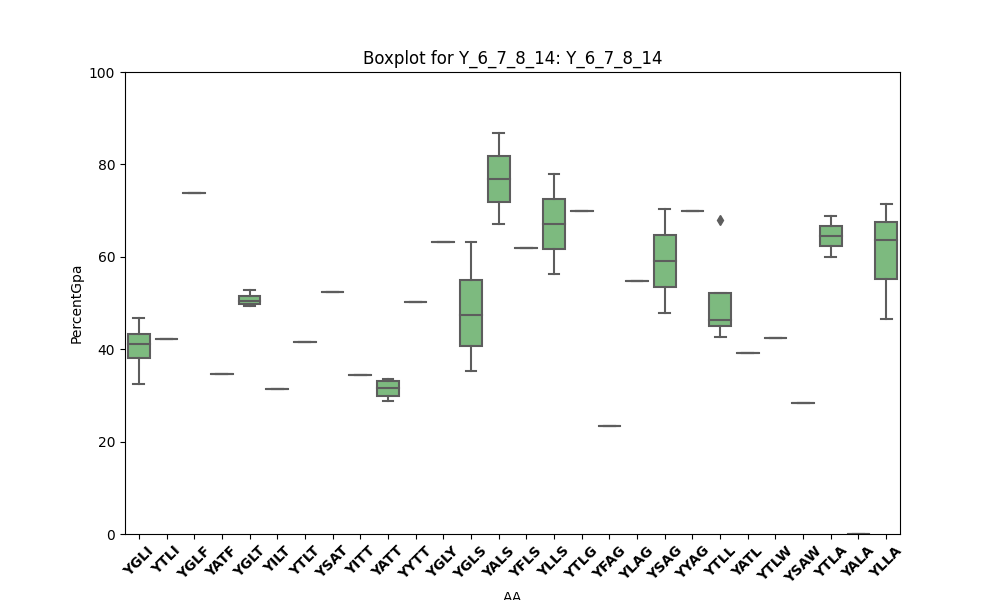 Boxplot for Y_6_7_8_14: Y_6_7_8_14
100
80
60
40
20
0
PercentGpa
YGLI YTLI YGLF YATF YGLT YILT YTILT YSAT YITT YATT YYTT YGLY YGLS YALS YFLS YLLS YTLG YFAG YLAG YSAG YYAG YTLL YATL YTLW YSAW YTLA YALA YLLA
AA